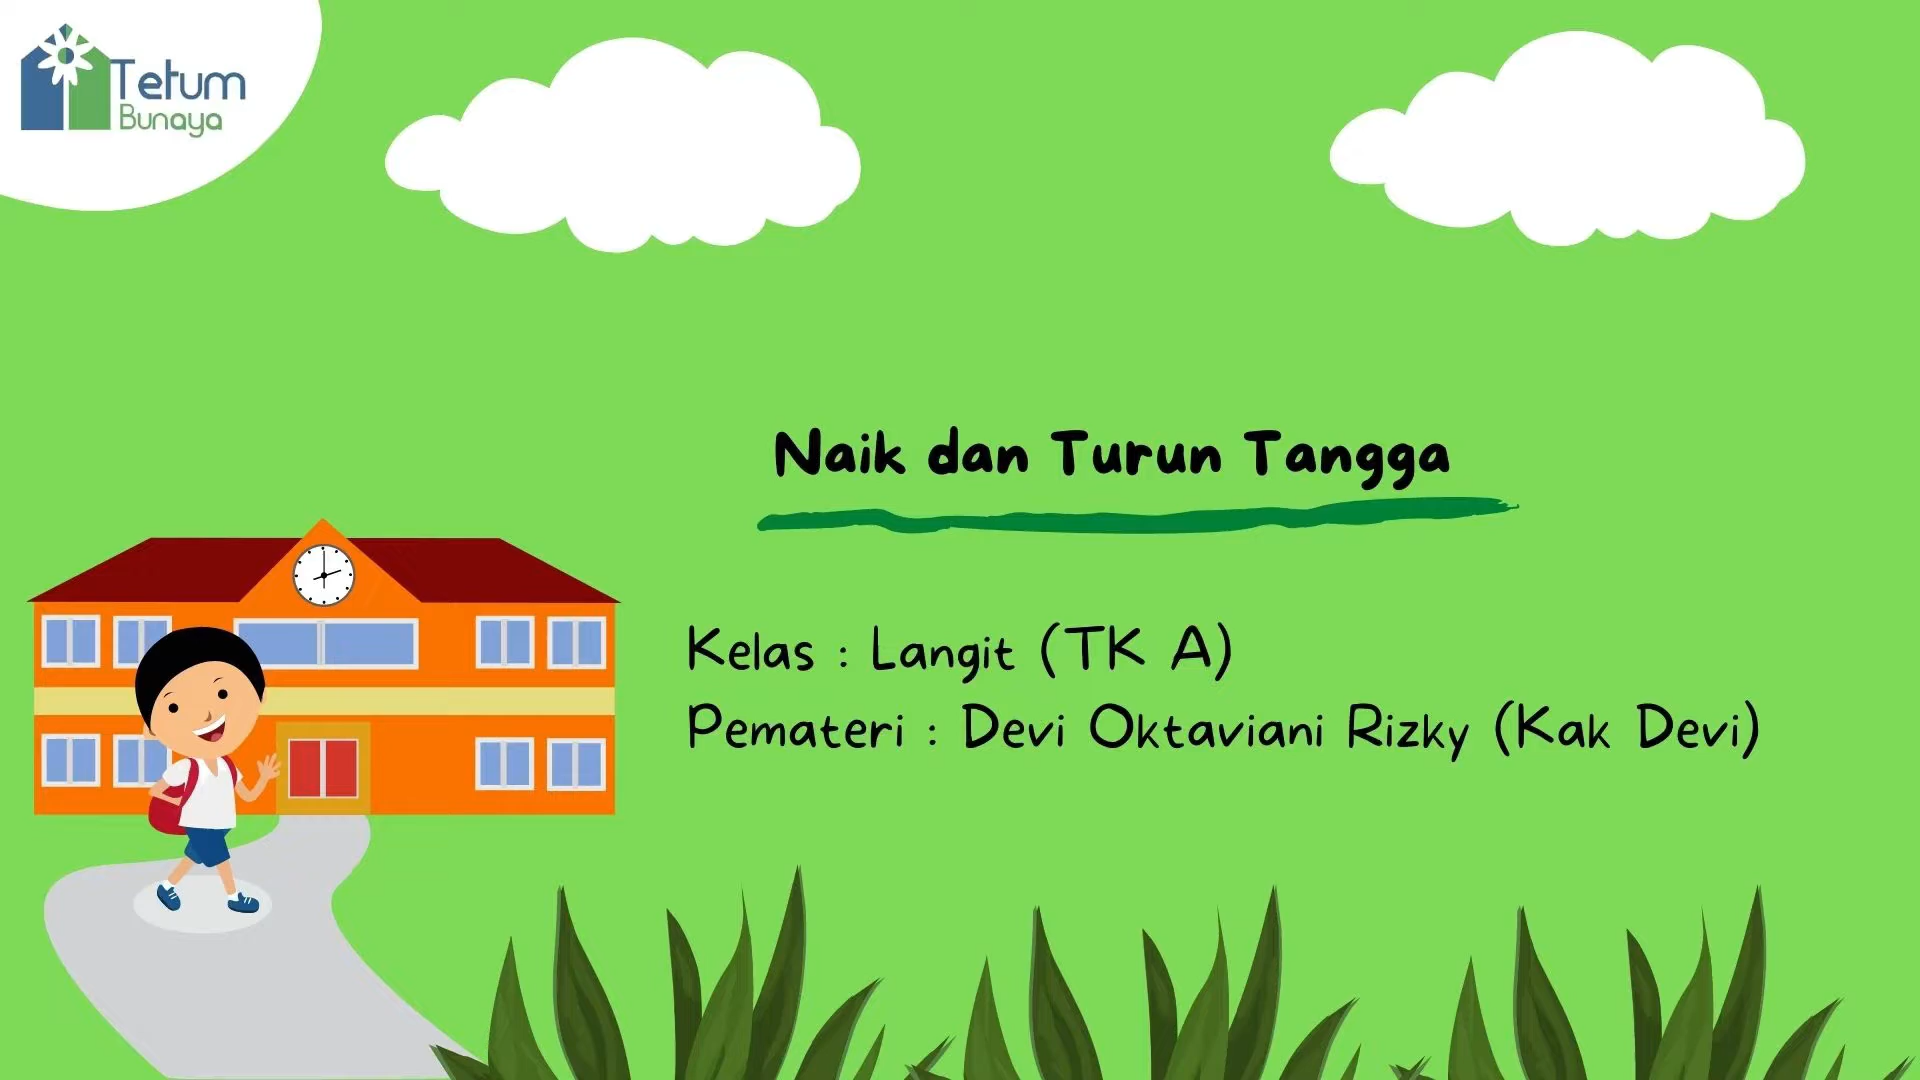 Tetum
Bunaya
Naik dan Turun Tangga
Kelas : Langit (TK A)
Pemateri : Devi Oktaviani Rizky (Kak Devi)